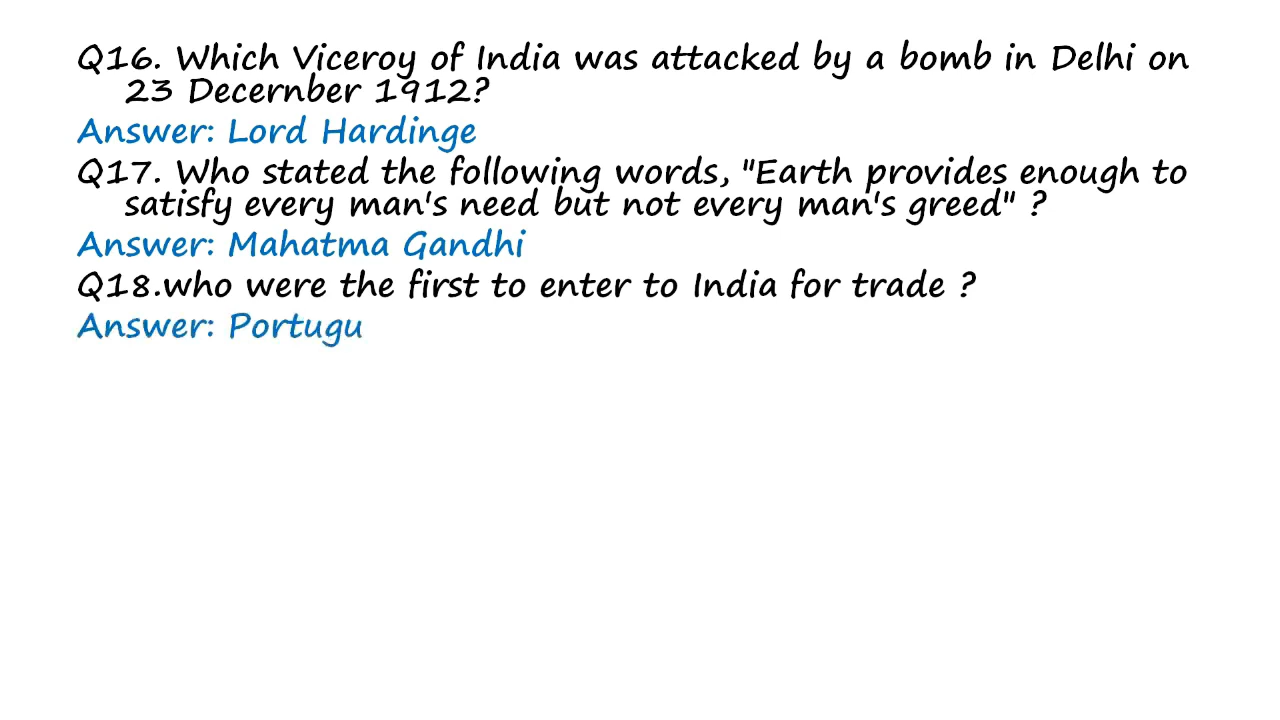 Q16. Which Viceroy of India was attacked by a bomb in Delhi on
23 Decernber 1912?
Answer: Lord Hardinge
Q17. Who stated the following words, "Earth provides enough to
satisfy every man's need but not every man's greed" ?
Answer: Mahatma Gandhi
Q18.who were the first to enter to India for trade ?
Answer: Portugu